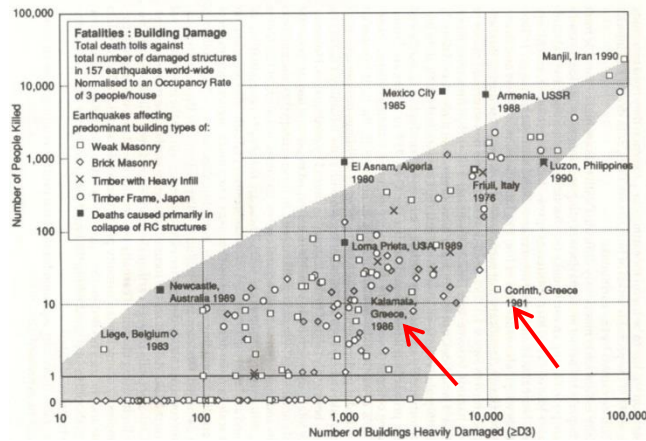 100,000
10,000
1,000
100
10
1
0
Number of People Killed
Fatalities : Building Damage
Total death tolls against
total number of damaged structures
in 157 earthquakes world-wide
Normalised to an Occupancy Rate
of 3 people/house
Earthquakes affecting
predominant building types of:
Weak Masonry
Brick Masonry
Timber with Heavy Infill
Timber Frame, Japan
Deaths caused primarily in
collapse of RC structures
Manjil, Iran 1990
Mexico City
1985
Armenia, USSR
1988
El Asnam, Algeria
1980
Friuli, Italy
1976
Luzon, Philippines
1990
Loma Prieta, USA, 1989
Newcastle,
Australia 1989
Kalamata,
Greece,
1986
Corinth, Greece
1981
Liege, Belgium
1983
10
100
1,000
10,000
100,000
Number of Buildings Heavily Damaged (≥D3)